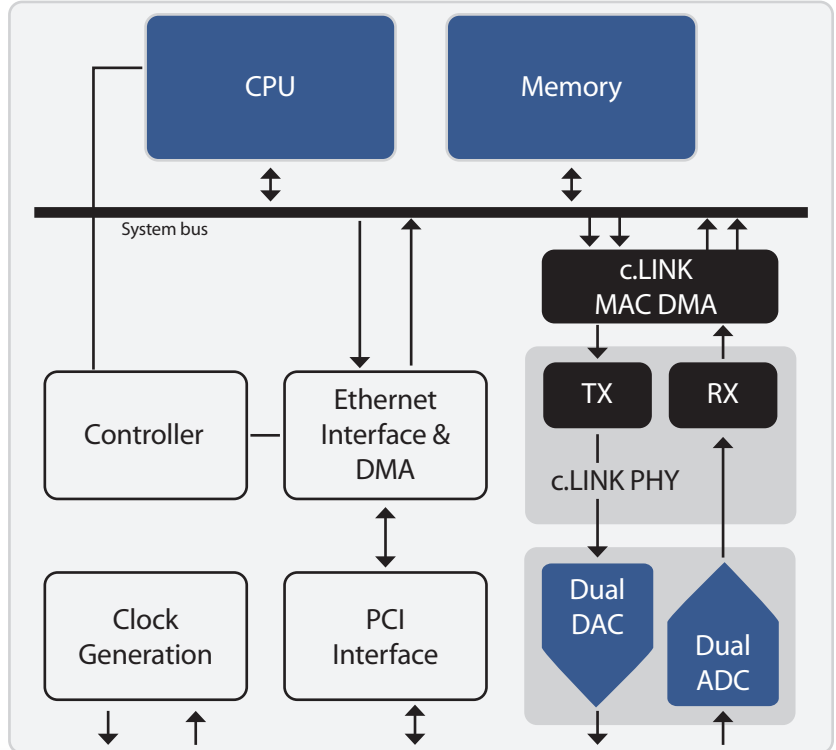 CPU
Memory
System bus
c.LINK
MAC DMA
Controller
Ethernet
Interface &
DMA
TX
RX
c.LINK PHY
Clock
Generation
PCI
Interface
Dual
DAC
Dual
ADC